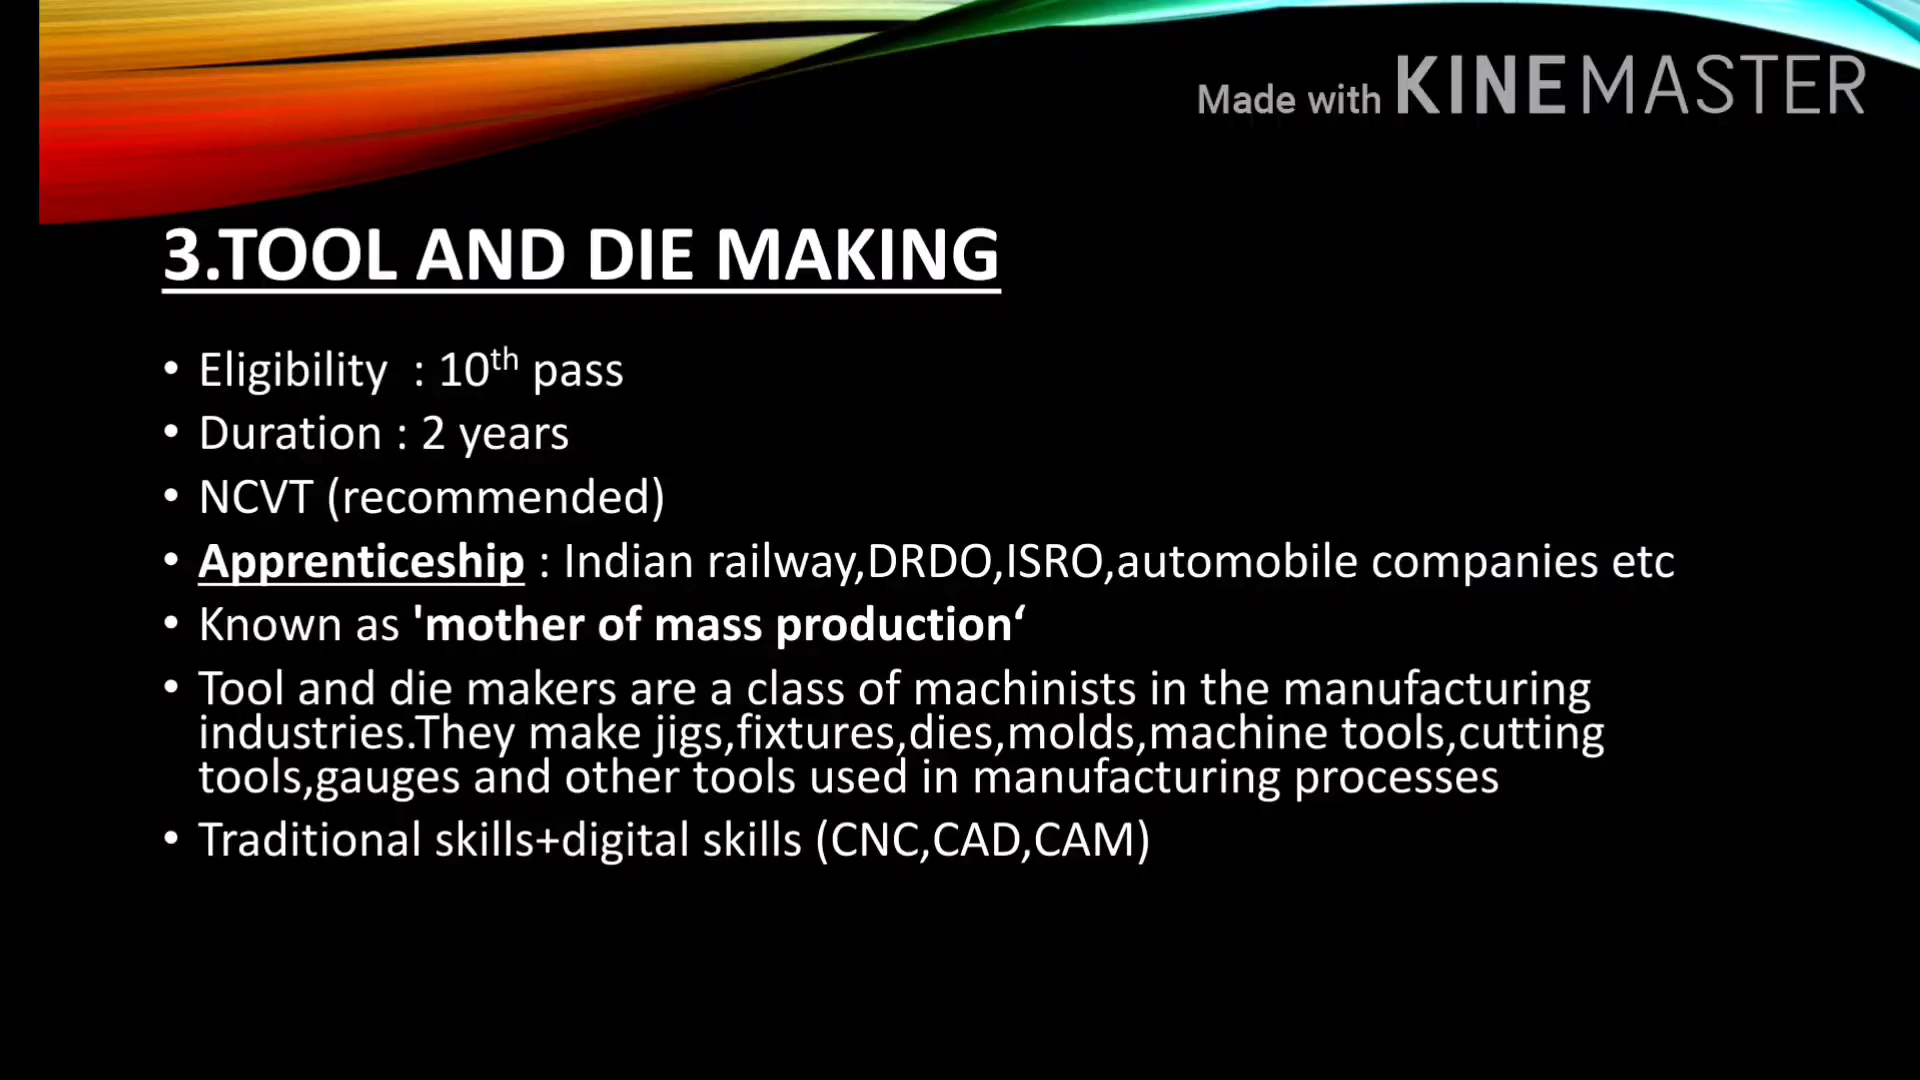 Made with KINEMASTER
3.TOOL AND DIE MAKING
• Eligibility : 10th pass
• Duration : 2 years
• NCVT (recommended)
• Apprenticeship : Indian railway,DRDO,ISRO,automobile companies etc
• Known as 'mother of mass production‘
• Tool and die makers are a class of machinists in the manufacturing
industries.They make jigs,fixtures,dies,molds,machine tools,cutting
tools,gauges and other tools used in manufacturing processes
• Traditional skills+digital skills (CNC,CAD,CAM)